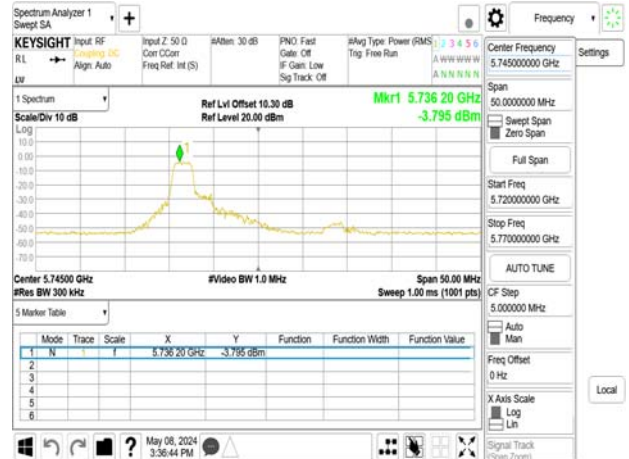 Spectrum Analyzer 1
Swept SA
+
Frequency
KEYSIGHT
RL
Input: RF
Coupling: DC
Align: Auto
Input Z: 50 Ω
Corr CCorr
Freq Ref: Int (S)
#Atten: 30 dB
PNO: Fast
Gate: Off
IF Gain: Low
Sig Track: Off
#Avg Type: Power (RMS)
Trig: Free Run
1 2 3 4 5 6
A W W W W W
A N N N N N
1 Spectrum
Scale/Div 10 dB
Ref Lvl Offset 10.30 dB
Ref Level 20.00 dBm
Mkr1 5.736 20 GHz
-3.795 dBm
Log
10.0
0.00
-10.0
-20.0
-30.0
-40.0
-50.0
-60.0
-70.0
1
Center 5.74500 GHz
#Res BW 300 kHz
#Video BW 1.0 MHz
Span 50.00 MHz
Sweep 1.00 ms (1001 pts)
5 Marker Table
Mode Trace Scale X Y Function Function Width Function Value
1 N 1 f 5.736 20 GHz -3.795 dBm
2
3
4
5
6
May 08, 2024
3:36:44 PM
?
Center Frequency
5.745000000 GHz
Settings
Span
50.0000000 MHz
Swept Span
Zero Span
Full Span
Start Freq
5.720000000 GHz
Stop Freq
5.770000000 GHz
AUTO TUNE
CF Step
5.000000 MHz
Auto
Man
Freq Offset
0 Hz
X Axis Scale
Log
Lin
Local
Signal Track
(Span Zoom)